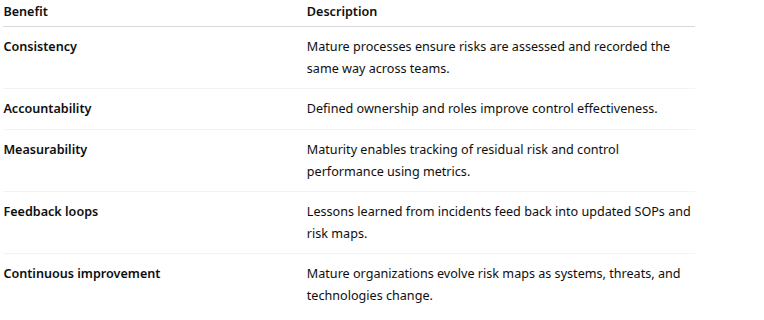 Benefit Description
Consistency Mature processes ensure risks are assessed and recorded the
same way across teams.
Accountability Defined ownership and roles improve control effectiveness.
Measurability Maturity enables tracking of residual risk and control
performance using metrics.
Feedback loops Lessons learned from incidents feed back into updated SOPs and
risk maps.
Continuous improvement Mature organizations evolve risk maps as systems, threats, and
technologies change.